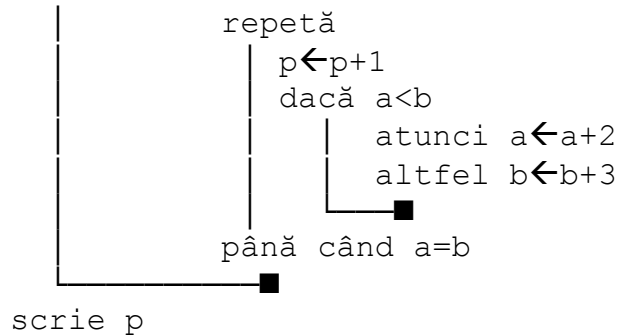 repetă
p🡨p+1
dacă a<b
atunci a🡨a+2
altfel b🡨b+3
până când a=b
scrie p